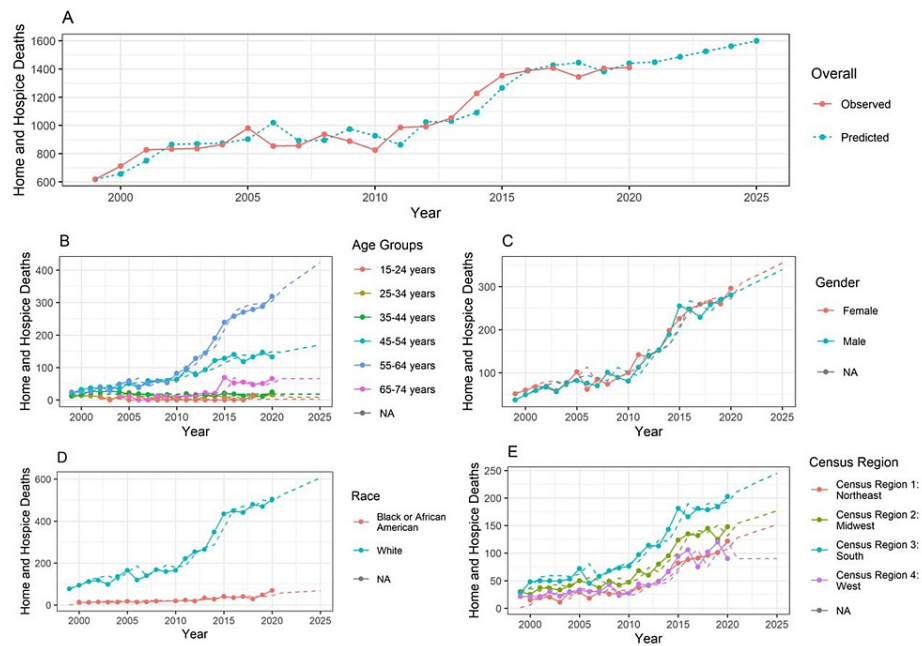 A
Home and Hospice Deaths
1600
1400
1200
1000
800
600
2000
2005
2010
2015
2020
2025
Year
Overall
Observed
Predicted
B
Home and Hospice Deaths
400
300
200
100
0
2000
2005
2010
2015
2020
2025
Year
Age Groups
15-24 years
25-34 years
35-44 years
45-54 years
55-64 years
65-74 years
NA
C
Home and Hospice Deaths
300
200
100
2000
2005
2010
2015
2020
2025
Year
Gender
Female
Male
NA
D
Home and Hospice Deaths
600
400
200
0
2000
2005
2010
2015
2020
2025
Year
Race
Black or African
American
White
NA
E
Home and Hospice Deaths
250
200
150
100
50
0
2000
2005
2010
2015
2020
2025
Year
Census Region
Census Region 1:
Northeast
Census Region 2:
Midwest
Census Region 3:
South
Census Region 4:
West
NA